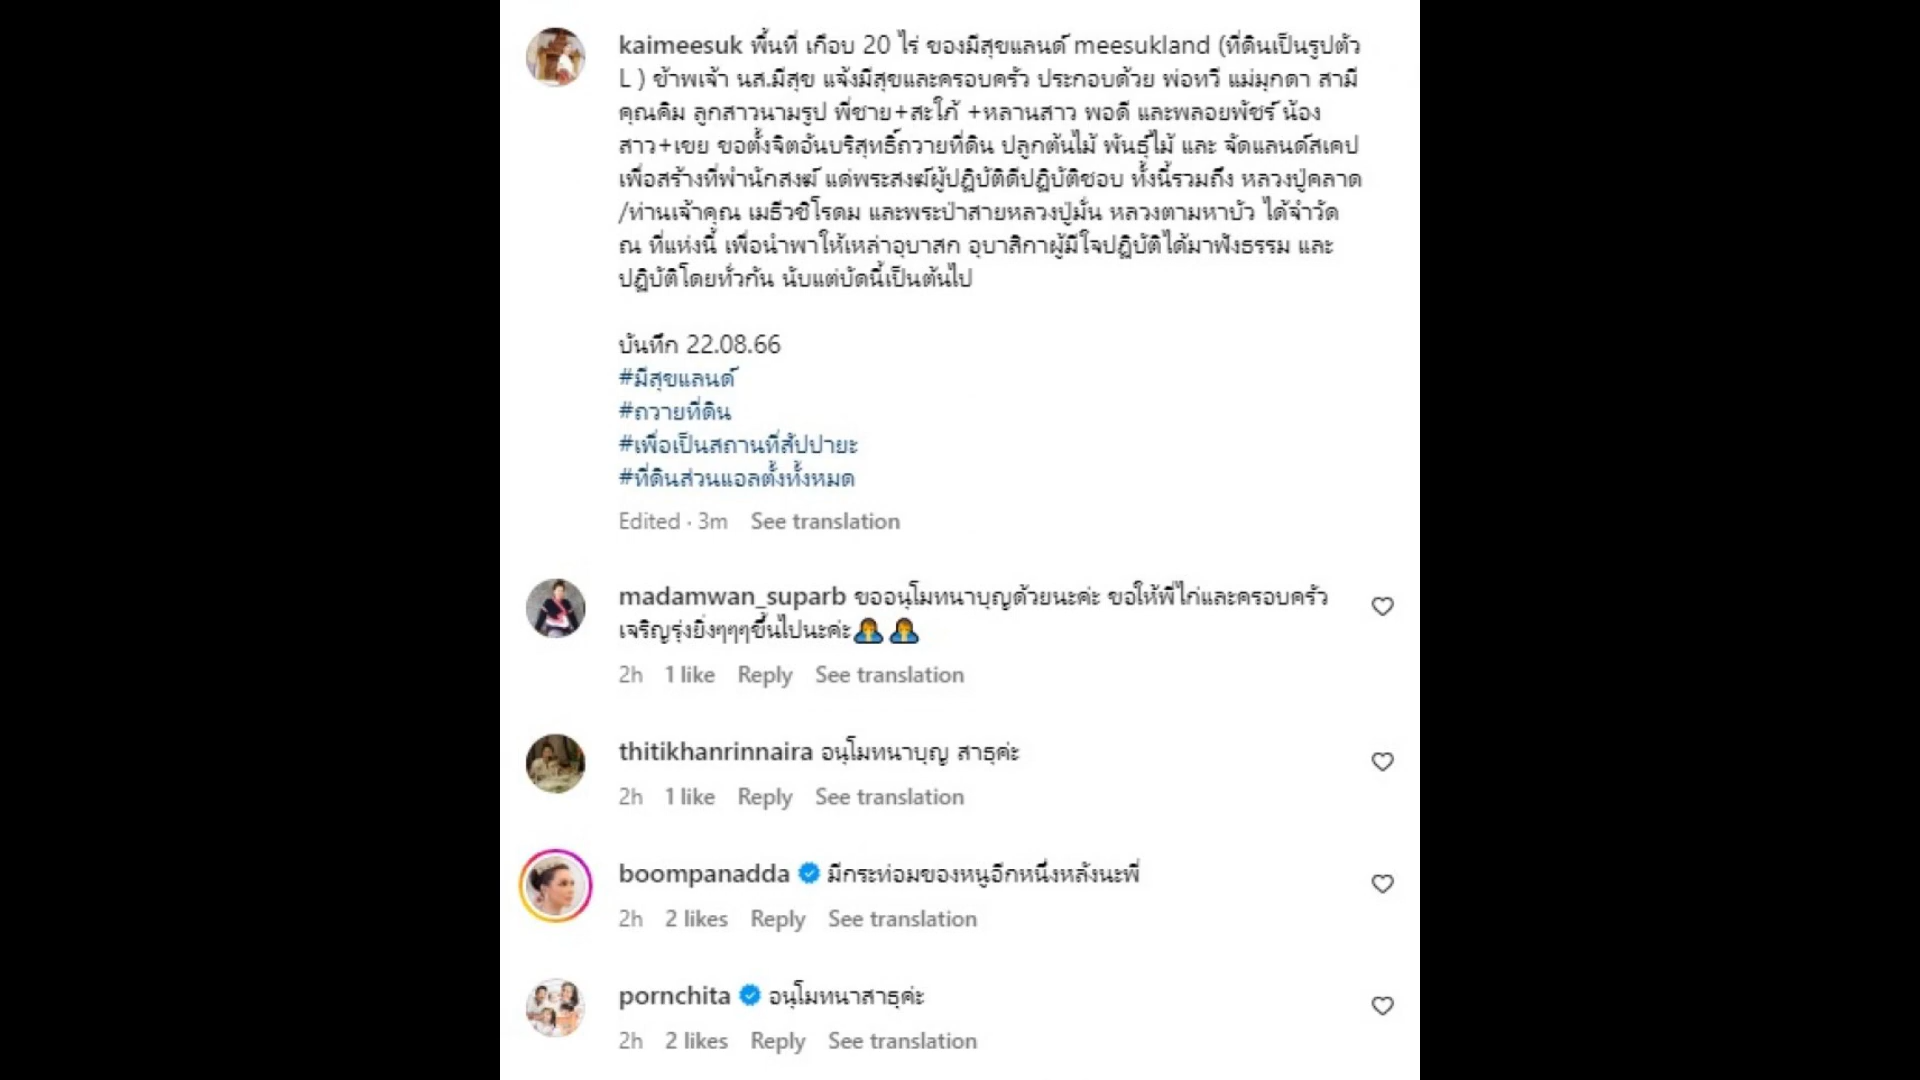 kaimeesuk พื้นที่ เกือบ 20 ไร่ ของมีสุขแลนด์ meesukland (ที่ดินเป็นรูปตัว
L ) ข้าพเจ้า นส.มีสุข แจ้งมีสุขและครอบครัว ประกอบด้วย พ่อทวี แม่มุกดา สามี
คุณคิม ลูกสาวนามรูป พี่ชาย+สะใภ้ +หลานสาว พอดี และพลอยพัชร์ น้อง
สาว+เขย ขอตั้งจิตอันบริสุทธิ์ถวายที่ดิน ปลูกต้นไม้ พันธุ์ไม้ และ จัดแลนด์สเคป
เพื่อสร้างที่พำนักสงฆ์ แด่พระสงฆ์ผู้ปฏิบัติดีปฏิบัติชอบ ทั้งนี้รวมถึง หลวงปู่คลาด
/ท่านเจ้าคุณ เมธีวชิโรดม และพระป่าสายหลวงปู่มั่น หลวงตามหาบัว ได้จำวัด
ณ ที่แห่งนี้ เพื่อนำพาให้เหล่าอุบาสก อุบาสิกาผู้มีใจปฏิบัติได้มาฟังธรรม และ
ปฏิบัติโดยทั่วกัน นับแต่บัดนี้เป็นต้นไป
บันทึก 22.08.66
#มีสุขแลนด์
#ถวายที่ดิน
#เพื่อเป็นสถานที่สัปปายะ
#ที่ดินส่วนแอลตั้งทั้งหมด
Edited · 3m See translation
madamwan_suparb ขออนุโมทนาบุญด้วยนะค่ะ ขอให้พี่ไก่และครอบครัว
เจริญรุ่งยิ่งๆๆๆขึ้นไปนะค่ะ
2h 1 like Reply See translation
thitikhanrinnaira อนุโมทนาบุญ สาธุค่ะ
2h 1 like Reply See translation
boompanadda มีกระท่อมของหนูอีกหนึ่งหลังนะพี่
2h 2 likes Reply See translation
pornchita อนุโมทนาสาธุค่ะ
2h 2 likes Reply See translation